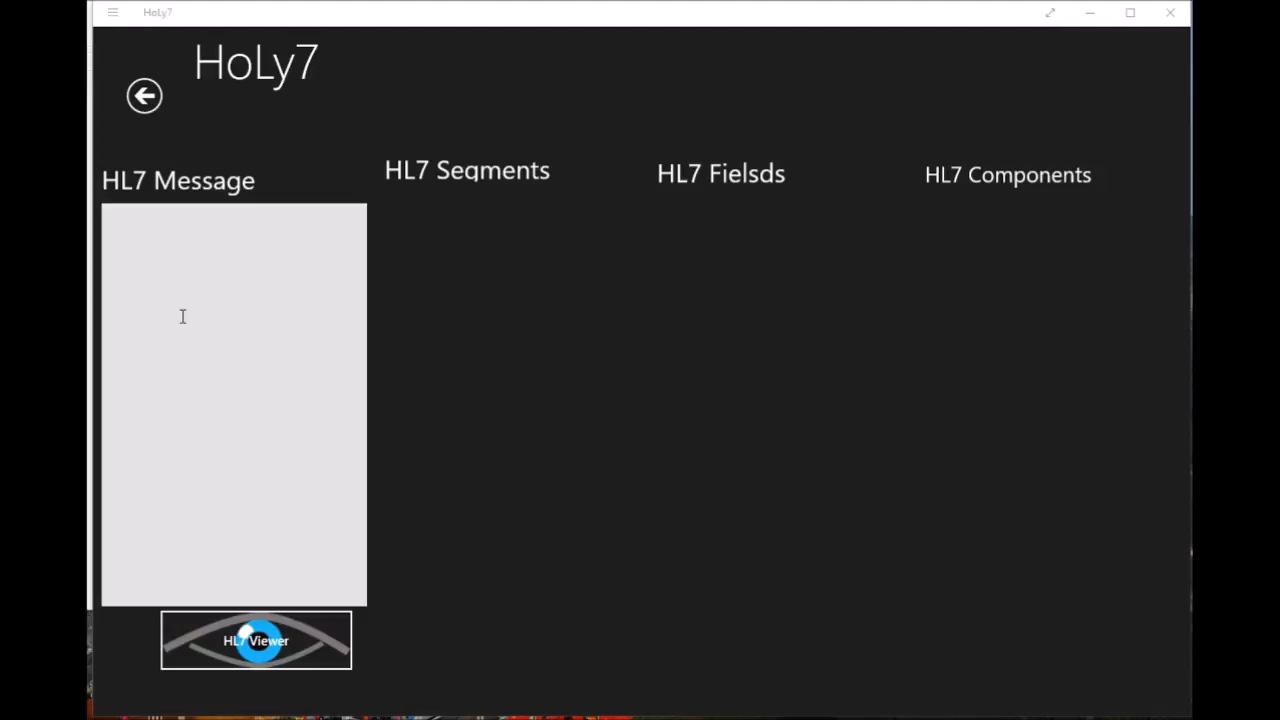 HoLy7
HoLy7
HL7 Message
HL7 Segments
HL7 Fielsds
HL7 Components
HL7 Viewer